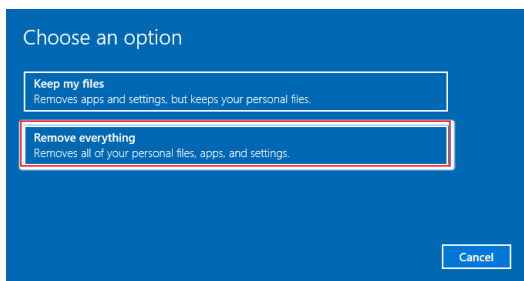 Choose an option
Keep my files
Removes apps and settings, but keeps your personal files.
Remove everything
Removes all of your personal files, apps, and settings.
Cancel